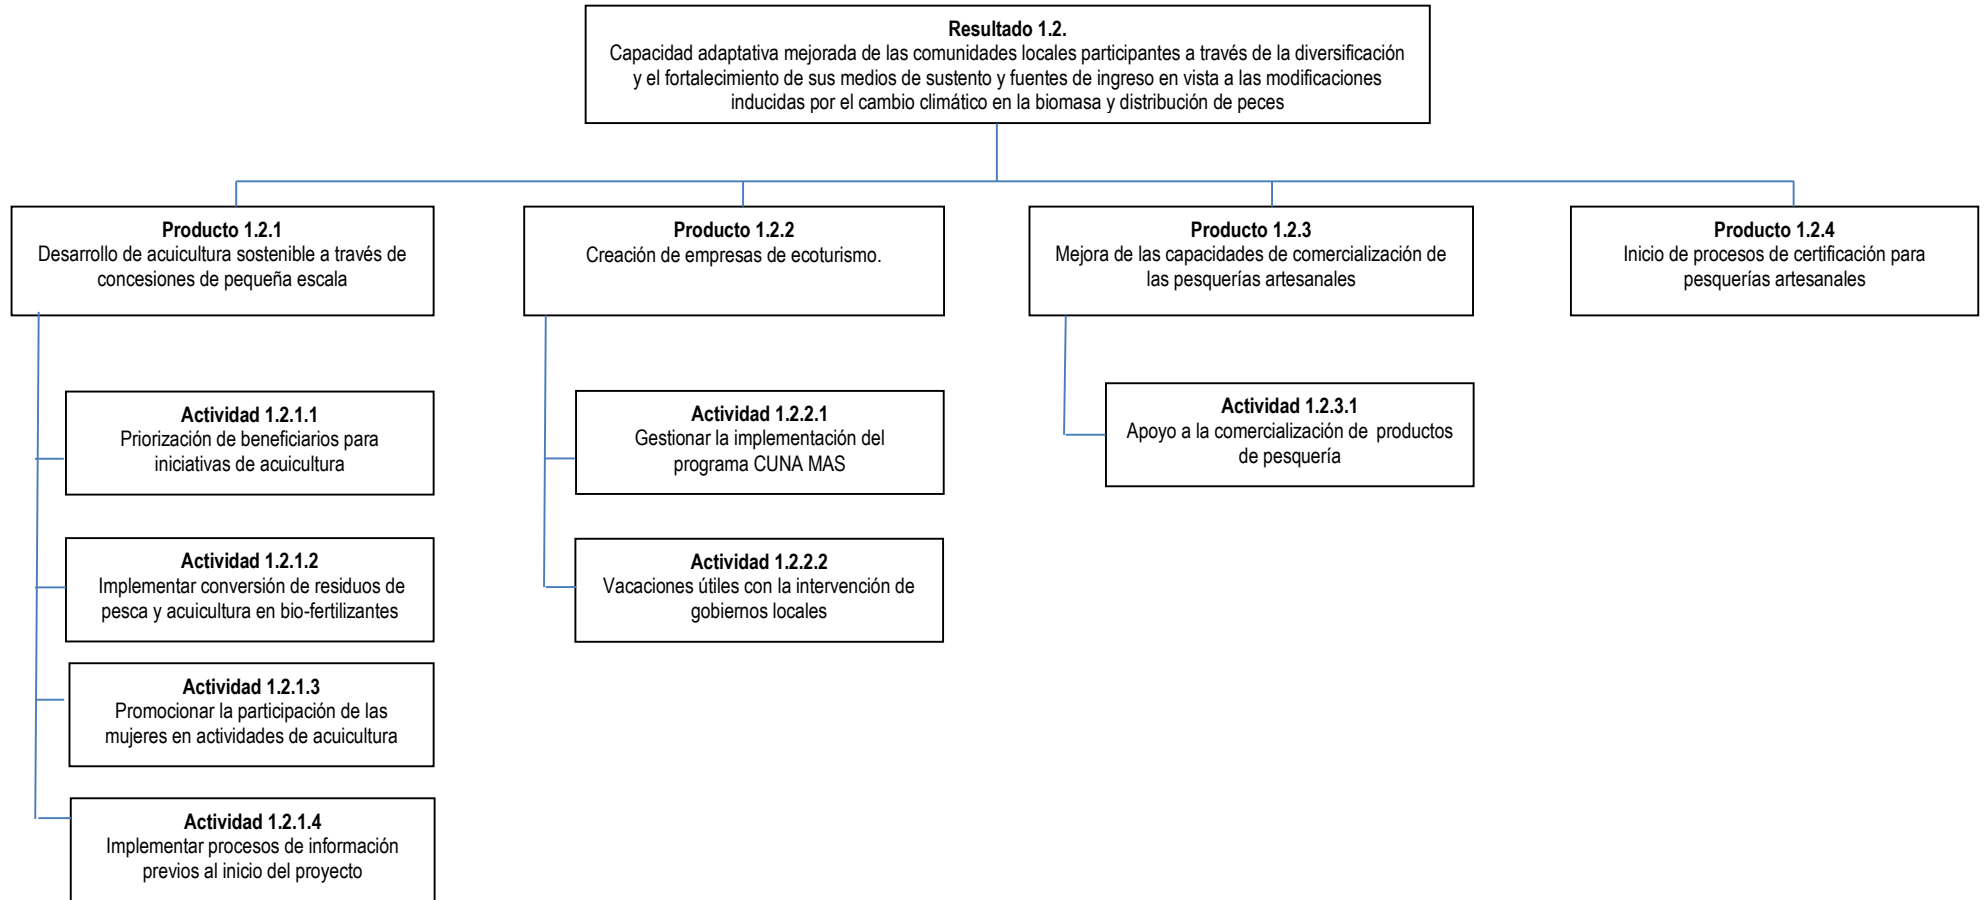 Resultado 1.2.
Capacidad adaptativa mejorada de las comunidades locales participantes a través de la diversificación
y el fortalecimiento de sus medios de sustento y fuentes de ingreso en vista a las modificaciones
inducidas por el cambio climático en la biomasa y distribución de peces
Producto 1.2.1
Desarrollo de acuicultura sostenible a través de
concesiones de pequeña escala
Producto 1.2.2
Creación de empresas de ecoturismo.
Producto 1.2.3
Mejora de las capacidades de comercialización de
las pesquerías artesanales
Producto 1.2.4
Inicio de procesos de certificación para
pesquerías artesanales
Actividad 1.2.1.1
Priorización de beneficiarios para
iniciativas de acuicultura
Actividad 1.2.1.2
Implementar conversión de residuos de
pesca y acuicultura en bio-fertilizantes
Actividad 1.2.1.3
Promocionar la participación de las
mujeres en actividades de acuicultura
Actividad 1.2.1.4
Implementar procesos de información
previos al inicio del proyecto
Actividad 1.2.2.1
Gestionar la implementación del
programa CUNA MAS
Actividad 1.2.2.2
Vacaciones útiles con la intervención de
gobiernos locales
Actividad 1.2.3.1
Apoyo a la comercialización de productos
de pesquería